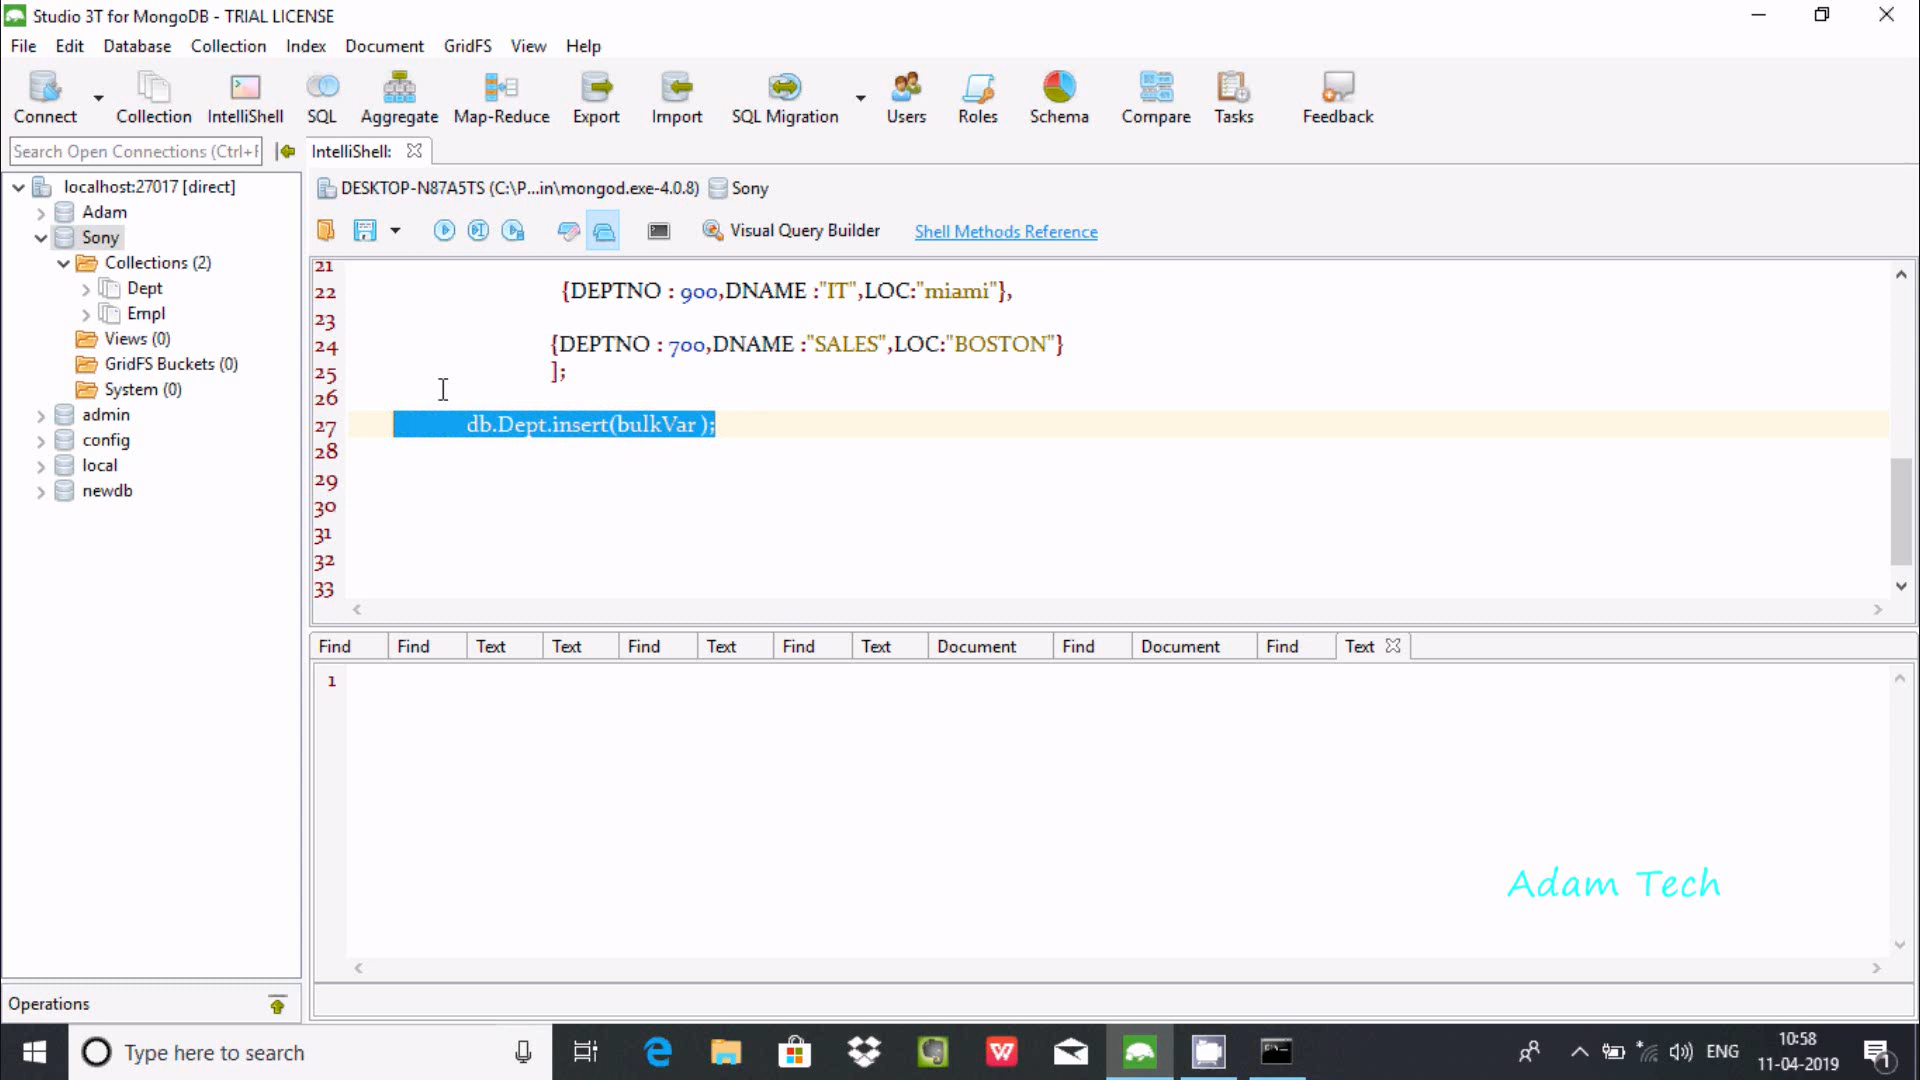 Studio 3T for MongoDB - TRIAL LICENSE
File Edit Database Collection Index Document GridFS View Help
Connect Collection IntelliShell SQL Aggregate Map-Reduce Export Import SQL Migration Users Roles Schema Compare Tasks Feedback
Search Open Connections (Ctrl+F
IntelliShell:
localhost:27017 [direct]
Adam
Sony
Collections (2)
Dept
Empl
Views (0)
GridFS Buckets (0)
System (0)
admin
config
local
newdb
DESKTOP-N87A5TS (C:\P...in\mongod.exe-4.0.8) Sony
Visual Query Builder Shell Methods Reference
21
22 {DEPTNO : 900,DNAME :"IT",LOC:"miami"},
23
24 {DEPTNO : 700,DNAME :"SALES",LOC:"BOSTON"}
25 ];
26
27 db.Dept.insert(bulkVar );
28
29
30
31
32
33
Find Find Text Text Find Text Find Text Document Find Document Find Text
1
Adam Tech
Operations
Type here to search
ENG
10:58
11-04-2019
1